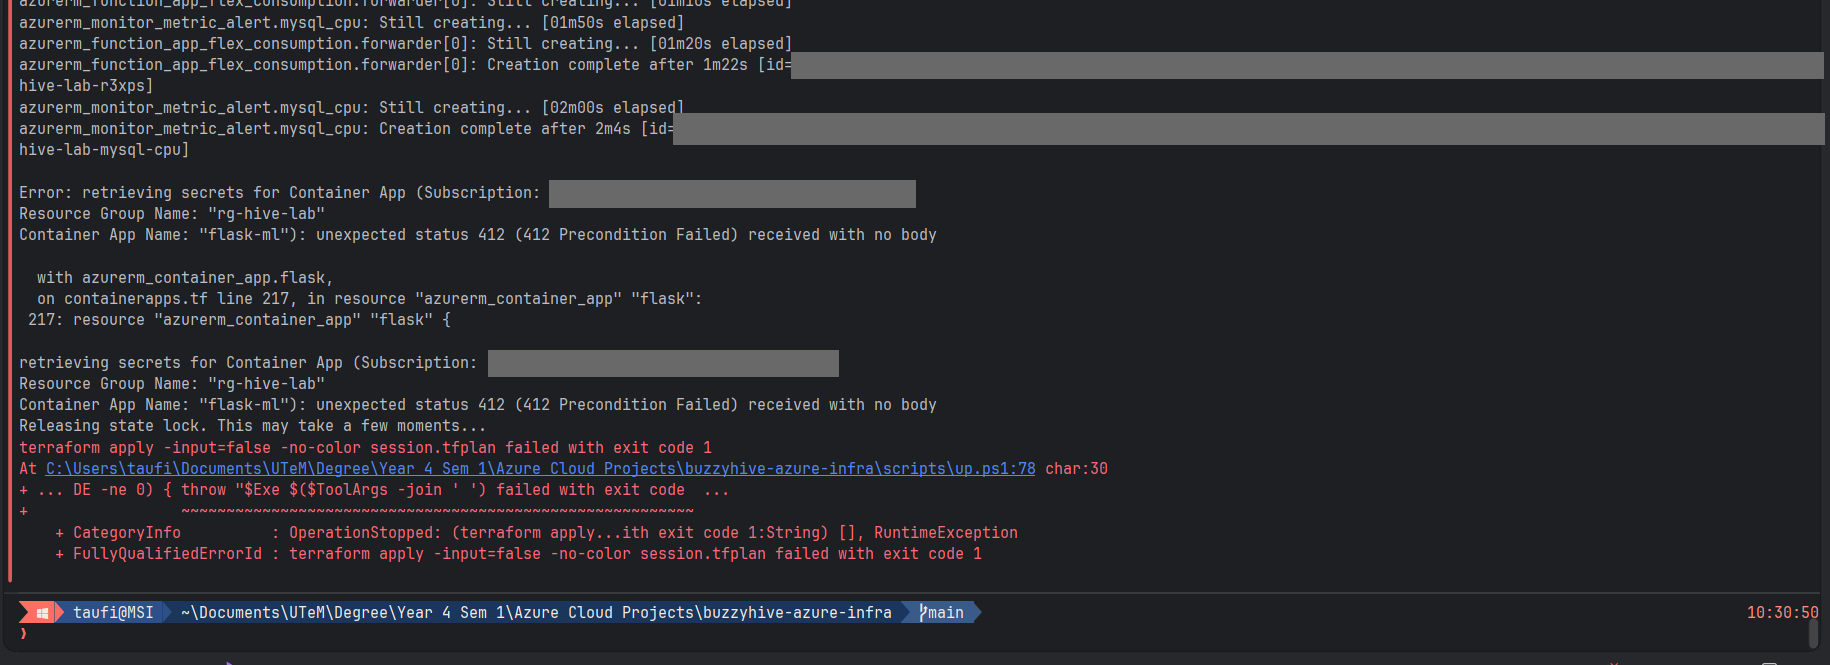 azurerm_function_app_flex_consumption.forwarder[0]: Still creating... [01m10s elapsed]
azurerm_monitor_metric_alert.mysql_cpu: Still creating... [01m50s elapsed]
azurerm_function_app_flex_consumption.forwarder[0]: Still creating... [01m20s elapsed]
azurerm_function_app_flex_consumption.forwarder[0]: Creation complete after 1m22s [id=
hive-lab-r3xps]
azurerm_monitor_metric_alert.mysql_cpu: Still creating... [02m00s elapsed]
azurerm_monitor_metric_alert.mysql_cpu: Creation complete after 2m4s [id=
hive-lab-mysql-cpu]
Error: retrieving secrets for Container App (Subscription:
Resource Group Name: "rg-hive-lab"
Container App Name: "flask-ml"): unexpected status 412 (412 Precondition Failed) received with no body
with azurerm_container_app.flask,
on containerapps.tf line 217, in resource "azurerm_container_app" "flask":
217: resource "azurerm_container_app" "flask" {
retrieving secrets for Container App (Subscription:
Resource Group Name: "rg-hive-lab"
Container App Name: "flask-ml"): unexpected status 412 (412 Precondition Failed) received with no body
Releasing state lock. This may take a few moments...
terraform apply -input=false -no-color session.tfplan failed with exit code 1
At C:\Users\taufi\Documents\UTeM\Degree\Year 4 Sem 1\Azure Cloud Projects\buzzyhive-azure-infra\scripts\up.ps1:78 char:30
+ ... DE -ne 0) { throw "$Exe $($ToolArgs -join ' ') failed with exit code  ...
+                 ~~~~~~~~~~~~~~~~~~~~~~~~~~~~~~~~~~~~~~~~~~~~~~~~~~~~~~~~~
+ CategoryInfo          : OperationStopped: (terraform apply...ith exit code 1:String) [], RuntimeException
+ FullyQualifiedErrorId : terraform apply -input=false -no-color session.tfplan failed with exit code 1
taufi@MSI ~\Documents\UTeM\Degree\Year 4 Sem 1\Azure Cloud Projects\buzzyhive-azure-infra main 10:30:50
❯